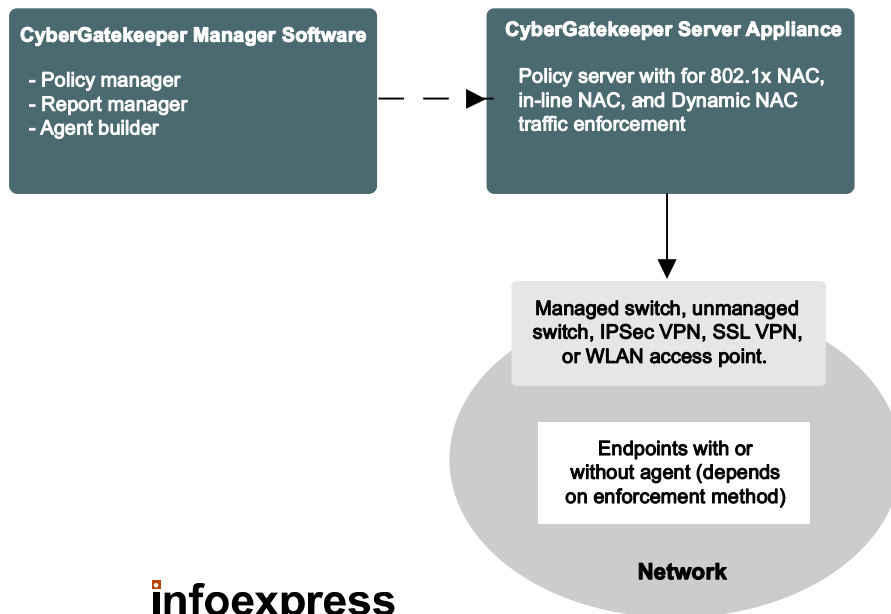 CyberGatekeeper Manager Software
- Policy manager
- Report manager
- Agent builder
CyberGatekeeper Server Appliance
Policy server with for 802.1x NAC,
in-line NAC, and Dynamic NAC
traffic enforcement
Managed switch, unmanaged
switch, IPSec VPN, SSL VPN,
or WLAN access point.
Endpoints with or
without agent (depends
on enforcement method)
Network
infoexpress